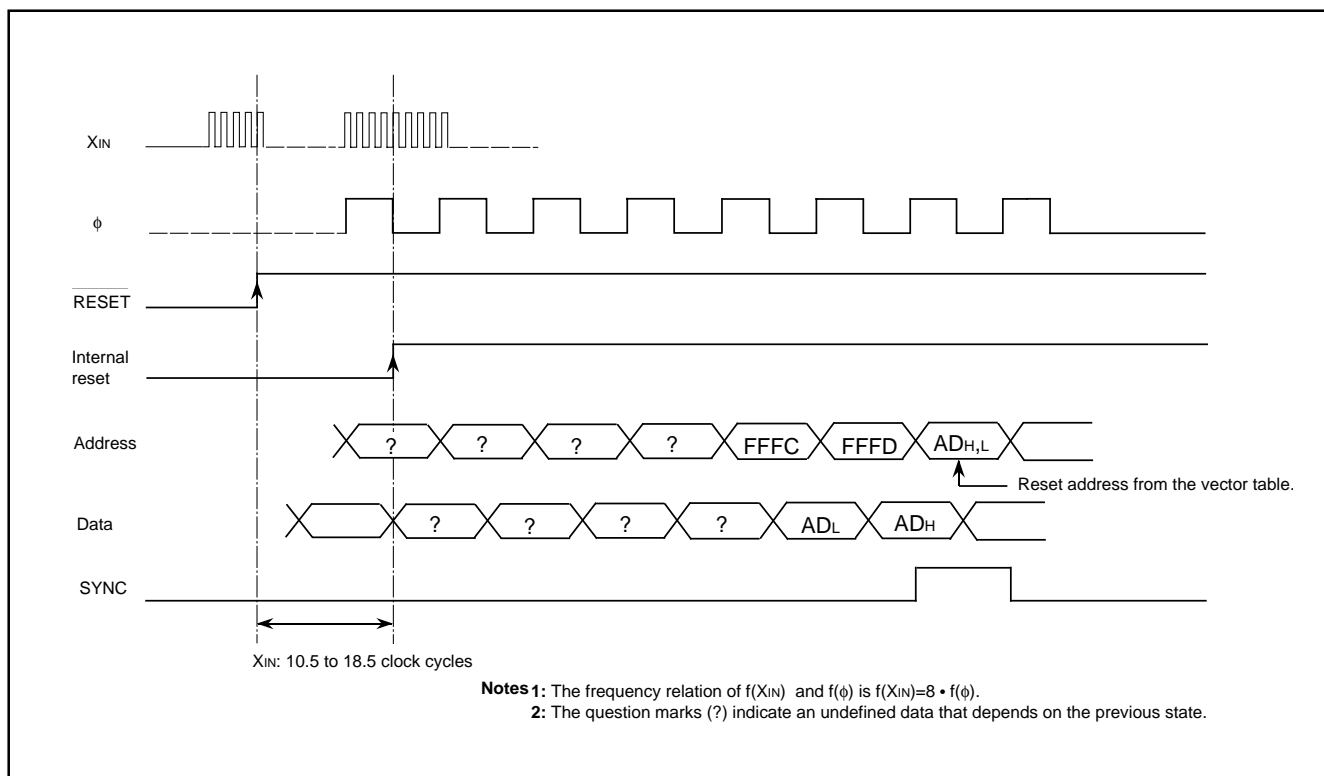 XIN
ϕ
RESET
Internal
reset
Address
? ? ? ? FFFC FFFD ADH,L
Reset address from the vector table.
Data
? ? ? ? ADL ADH
SYNC
XIN: 10.5 to 18.5 clock cycles
Notes 1: The frequency relation of f(XIN) and f(ϕ) is f(XIN)=8 • f(ϕ).
2: The question marks (?) indicate an undefined data that depends on the previous state.